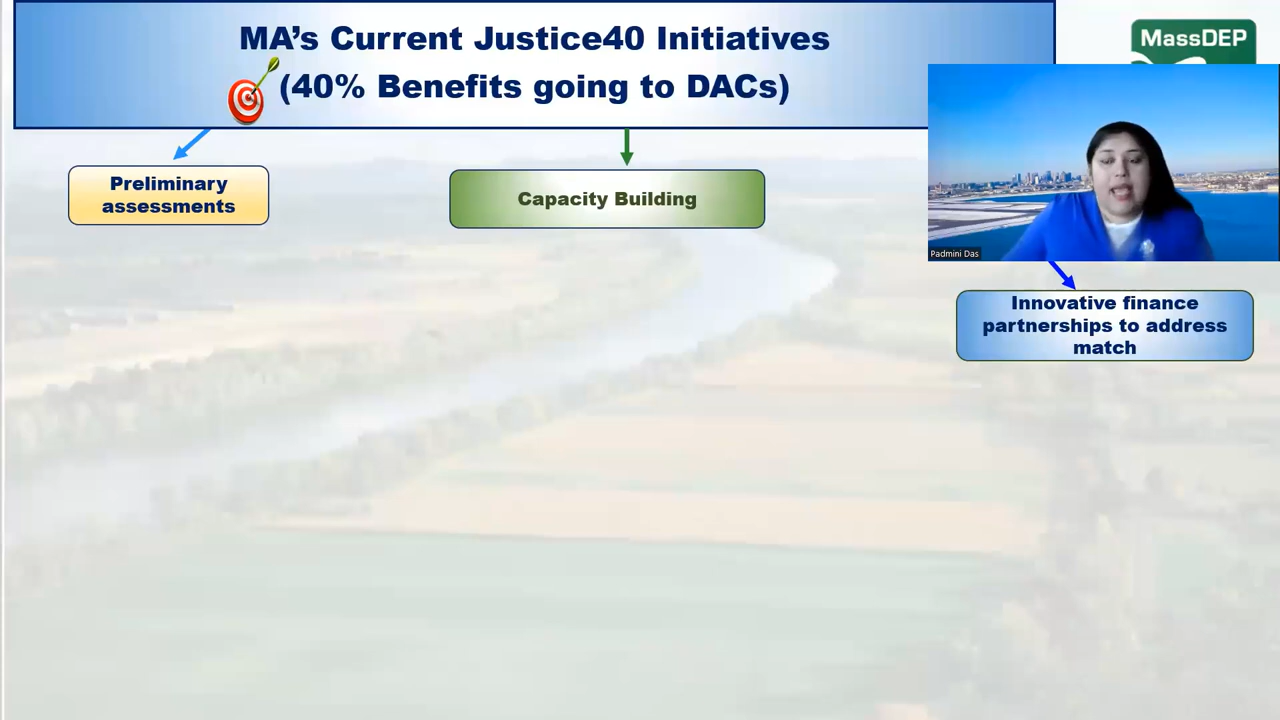 MA’s Current Justice40 Initiatives
(40% Benefits going to DACs)
MassDEP
Preliminary
assessments
Capacity Building
Padmini Das
Innovative finance
partnerships to address
match